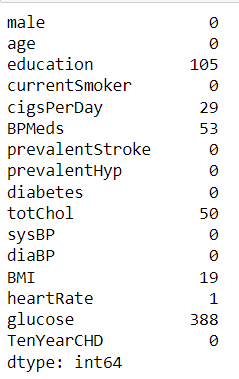 male 0
age 0
education 105
currentSmoker 0
cigsPerDay 29
BPMeds 53
prevalentStroke 0
prevalentHyp 0
diabetes 0
totChol 50
sysBP 0
diaBP 0
BMI 19
heartRate 1
glucose 388
TenYearCHD 0
dtype: int64